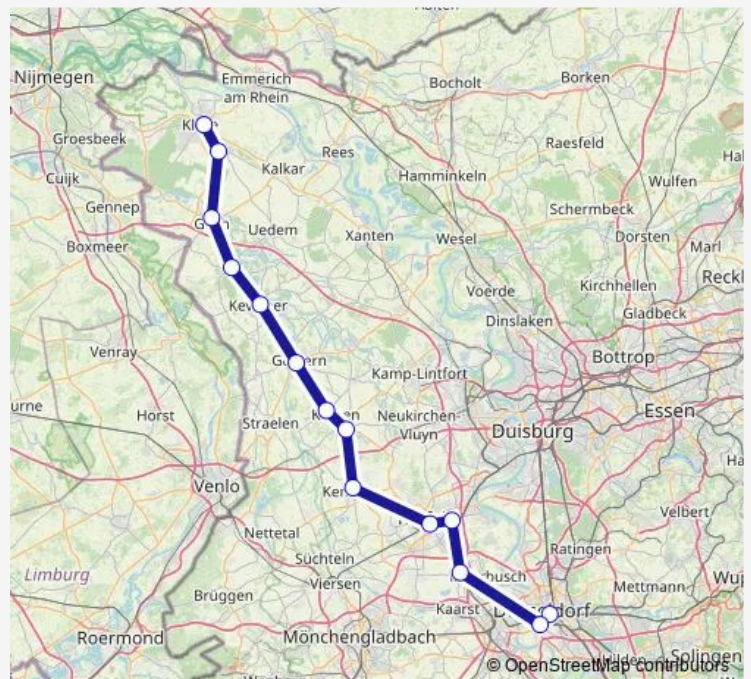 Nijmegen
Emmerich
am Rhein
Bocholt
Borken
Groesbeek
Rees
Raesfeld
Kalkar
Hamminkeln
Cuijk
Wulfen
Gennep
Schermbeck
Uedem
Xanten
Wesel
Dorsten
Boxmeer
Marl
Voerde
Kirchhellen
Dinslaken
Gladbeck
Venray
Bottrop
Kamp-Lintfort
Essen
Horst
Straelen
Neukirchen-
Vluyn
Duisburg
Venlo
Velbert
Nettetal
Ratingen
Süchteln
Limburg
Viersen
Mettmann
Brüggen
Kaarst
Roermond
Mönchengladbach
Solingen
© OpenStreetMap contributors